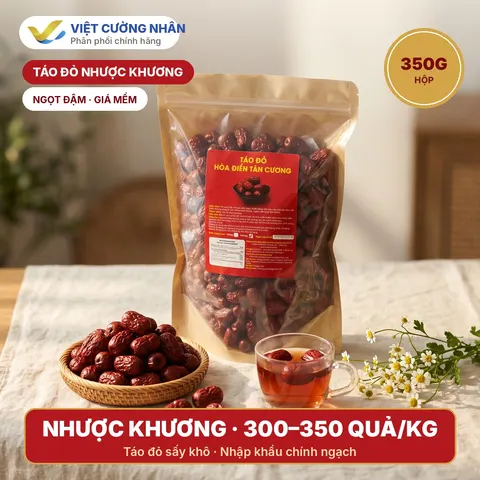 VIỆT CƯỜNG NHÂN
Phân phối chính hãng
TÁO ĐỎ NHƯỢC KHƯƠNG
NGỌT ĐẬM · GIÁ MỀM
350G
HỘP
TÁO ĐỎ
HÒA ĐIỀN TÂN CƯƠNG
NHƯỢC KHƯƠNG · 300–350 QUẢ/KG
Táo đỏ sấy khô · Nhập khẩu chính ngạch